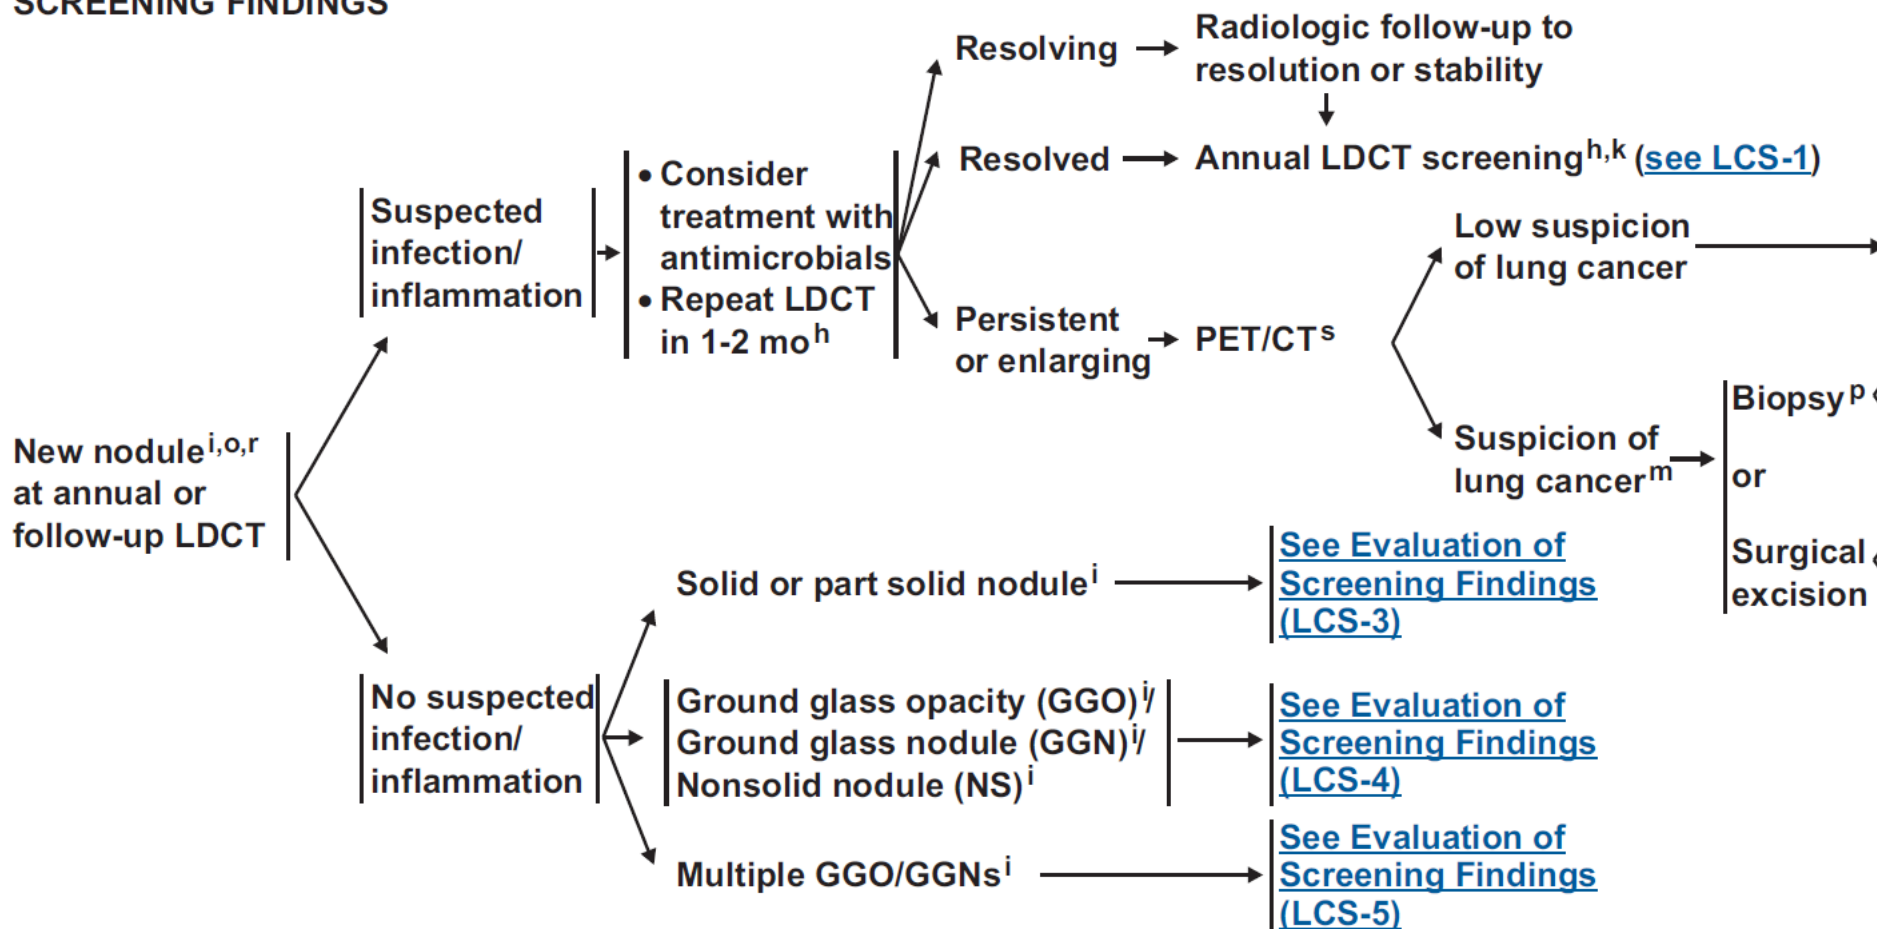 SCREENING FINDINGS
Resolving
Radiologic follow-up to
resolution or stability
Resolved
Annual LDCT screening h,k (see LCS-1)
Suspected
infection/
inflammation
• Consider
treatment with
antimicrobials
• Repeat LDCT
in 1-2 mo h
Persistent
or enlarging
PET/CT s
Low suspicion
of lung cancer
Suspicion of
lung cancer m
Biopsy p
or
Surgical
excision
New nodule i,o,r
at annual or
follow-up LDCT
No suspected
infection/
inflammation
Solid or part solid nodule i
See Evaluation of
Screening Findings
(LCS-3)
Ground glass opacity (GGO) i/
Ground glass nodule (GGN) i/
Nonsolid nodule (NS) i
See Evaluation of
Screening Findings
(LCS-4)
Multiple GGO/GGNs i
See Evaluation of
Screening Findings
(LCS-5)